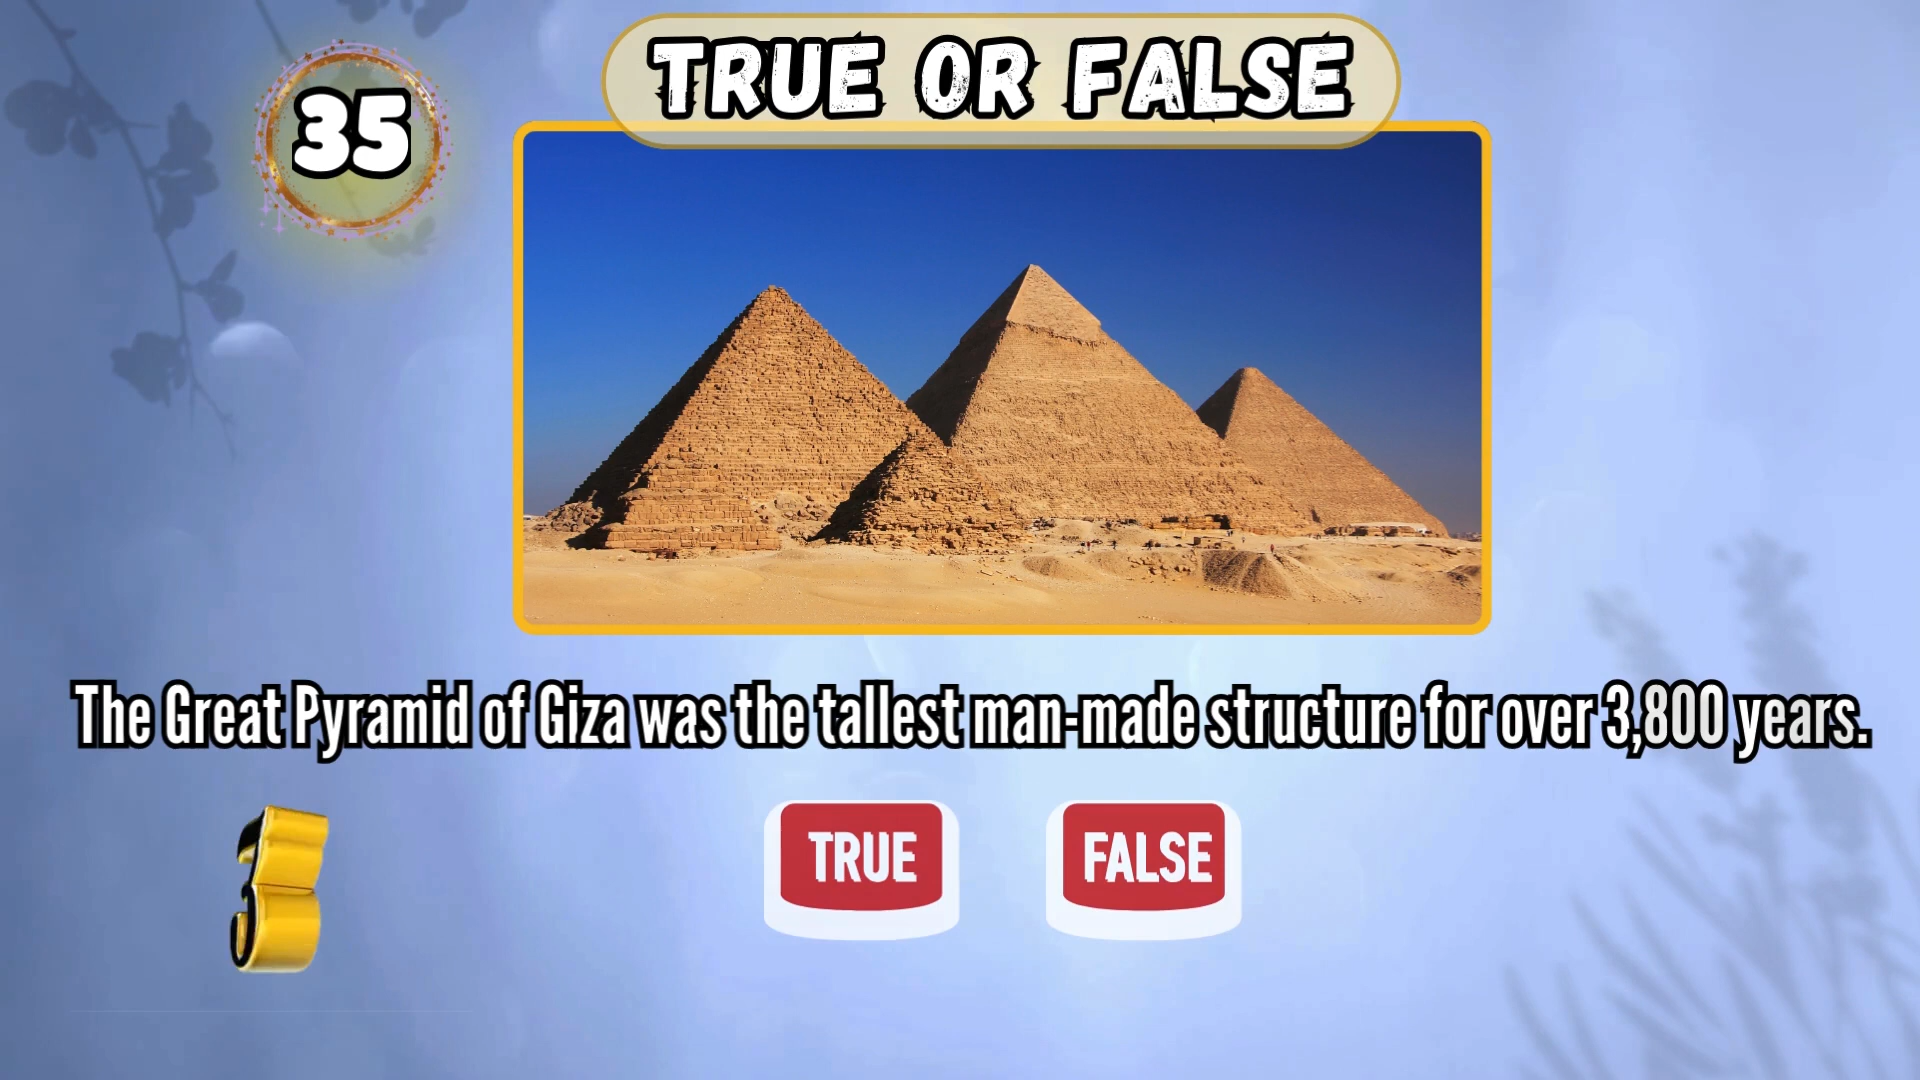 35
TRUE OR FALSE
The Great Pyramid of Giza was the tallest man-made structure for over 3,800 years.
3
TRUE
FALSE